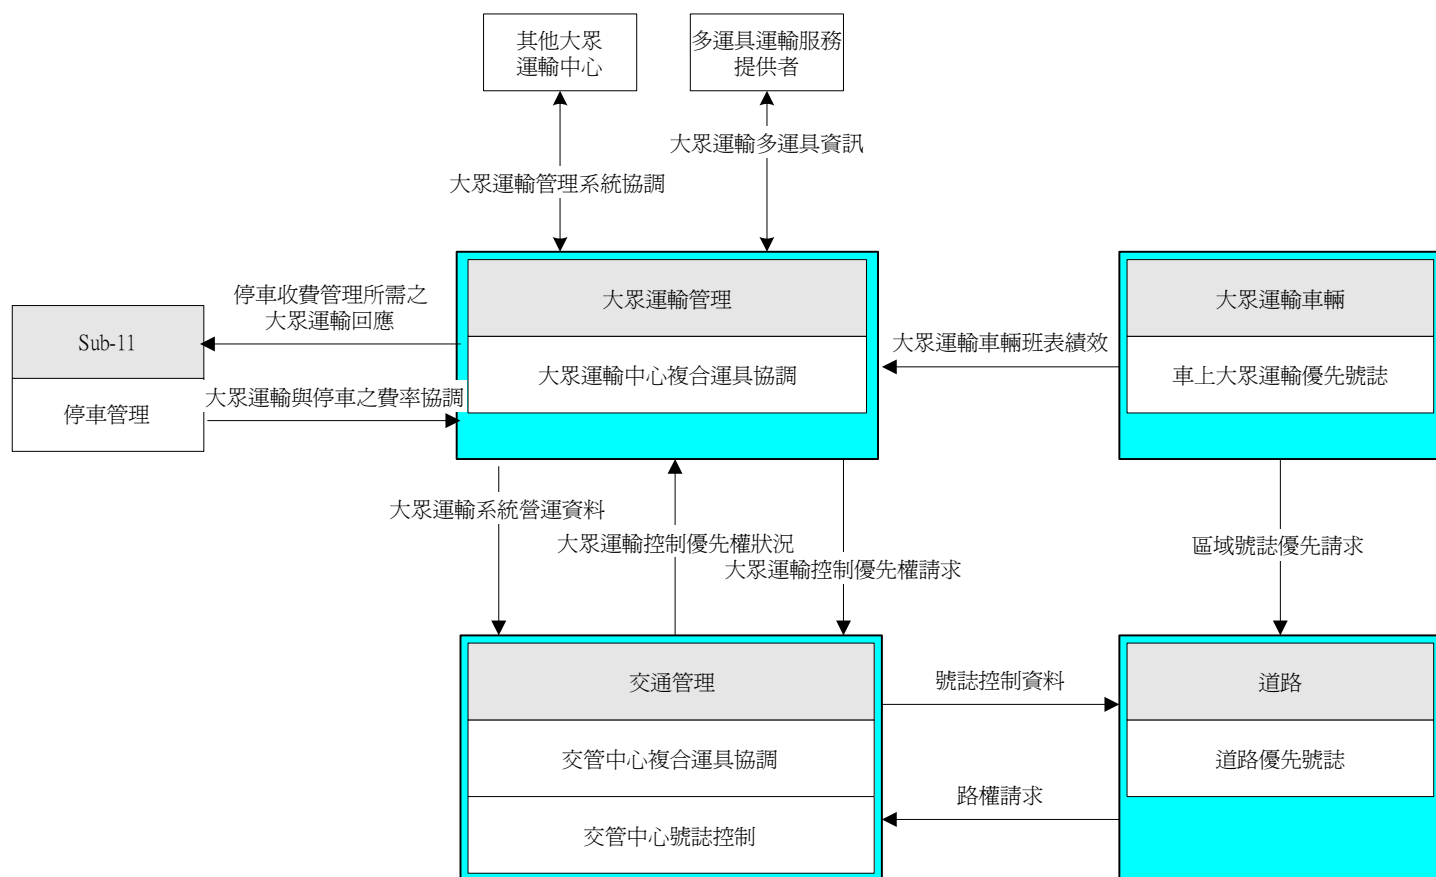 其他大眾
運輸中心
多運具運輸服務
提供者
大眾運輸多運具資訊
大眾運輸管理系統協調
大眾運輸管理
大眾運輸中心複合運具協調
大眾運輸車輛
車上大眾運輸優先號誌
停車收費管理所需之
大眾運輸回應
Sub-11
停車管理
大眾運輸與停車之費率協調
大眾運輸車輛班表績效
大眾運輸系統營運資料
大眾運輸控制優先權狀況
大眾運輸控制優先權請求
區域號誌優先請求
交通管理
交管中心複合運具協調
交管中心號誌控制
號誌控制資料
路權請求
道路
道路優先號誌